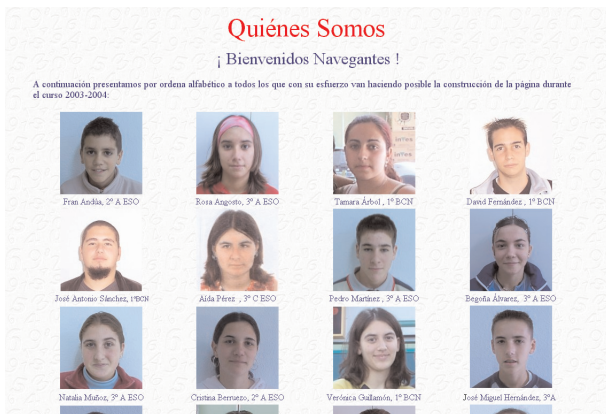 Quiénes Somos
¡ Bienvenidos Navegantes !
A continuación presentamos por ordena alfabético a todos los que con su esfuerzo van haciendo posible la construcción de la página durante
el curso 2003-2004:
Fran Andúa, 2º A ESO
Rosa Angosto, 3º A ESO
Tamara Árbol , 1º BCN
David Fernández , 1º BCN
José Antonio Sánchez, 1ºBCN
Aída Pérez , 3º C ESO
Pedro Martínez , 3º A ESO
Begoña Álvarez, 3º A ESO
Natalia Muñoz, 3º A ESO
Cristina Berruezo, 2º A ESO
Verónica Guillamón, 1º BCN
José Miguel Hernández, 3ºA